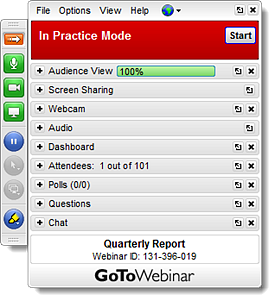 File Options View Help
In Practice Mode Start
Audience View 100%
Screen Sharing
Webcam
Audio
Dashboard
Attendees: 1 out of 101
Polls (0/0)
Questions
Chat
Quarterly Report
Webinar ID: 131-396-019
GoToWebinar